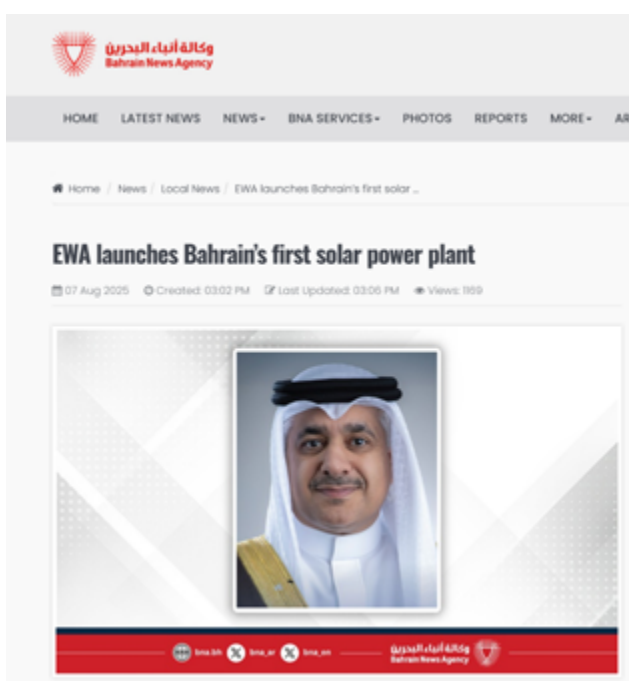 وكالة أنباء البحرين
Bahrain News Agency
HOME LATEST NEWS NEWS BNA SERVICES PHOTOS REPORTS MORE AR
Home / News / Local News / EWA launches Bahrain's first solar ...
EWA launches Bahrain's first solar power plant
07 Aug 2025 Created: 03:02 PM Last Updated: 03:06 PM Views: 1169
bna.bh bna_ar bna_en
وكالة أنباء البحرين
Bahrain News Agency